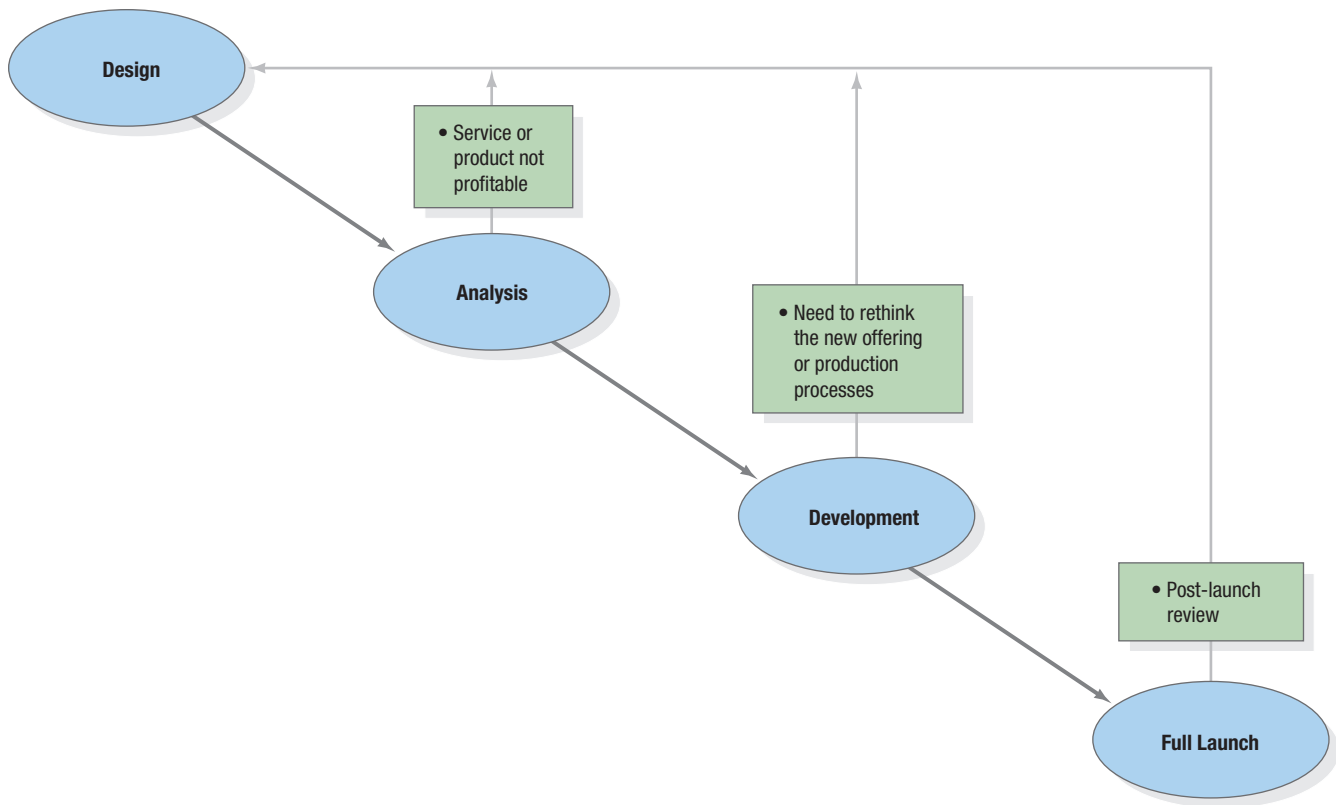 Design
• Service or
product not
profitable
Analysis
• Need to rethink
the new offering
or production
processes
Development
• Post-launch
review
Full Launch